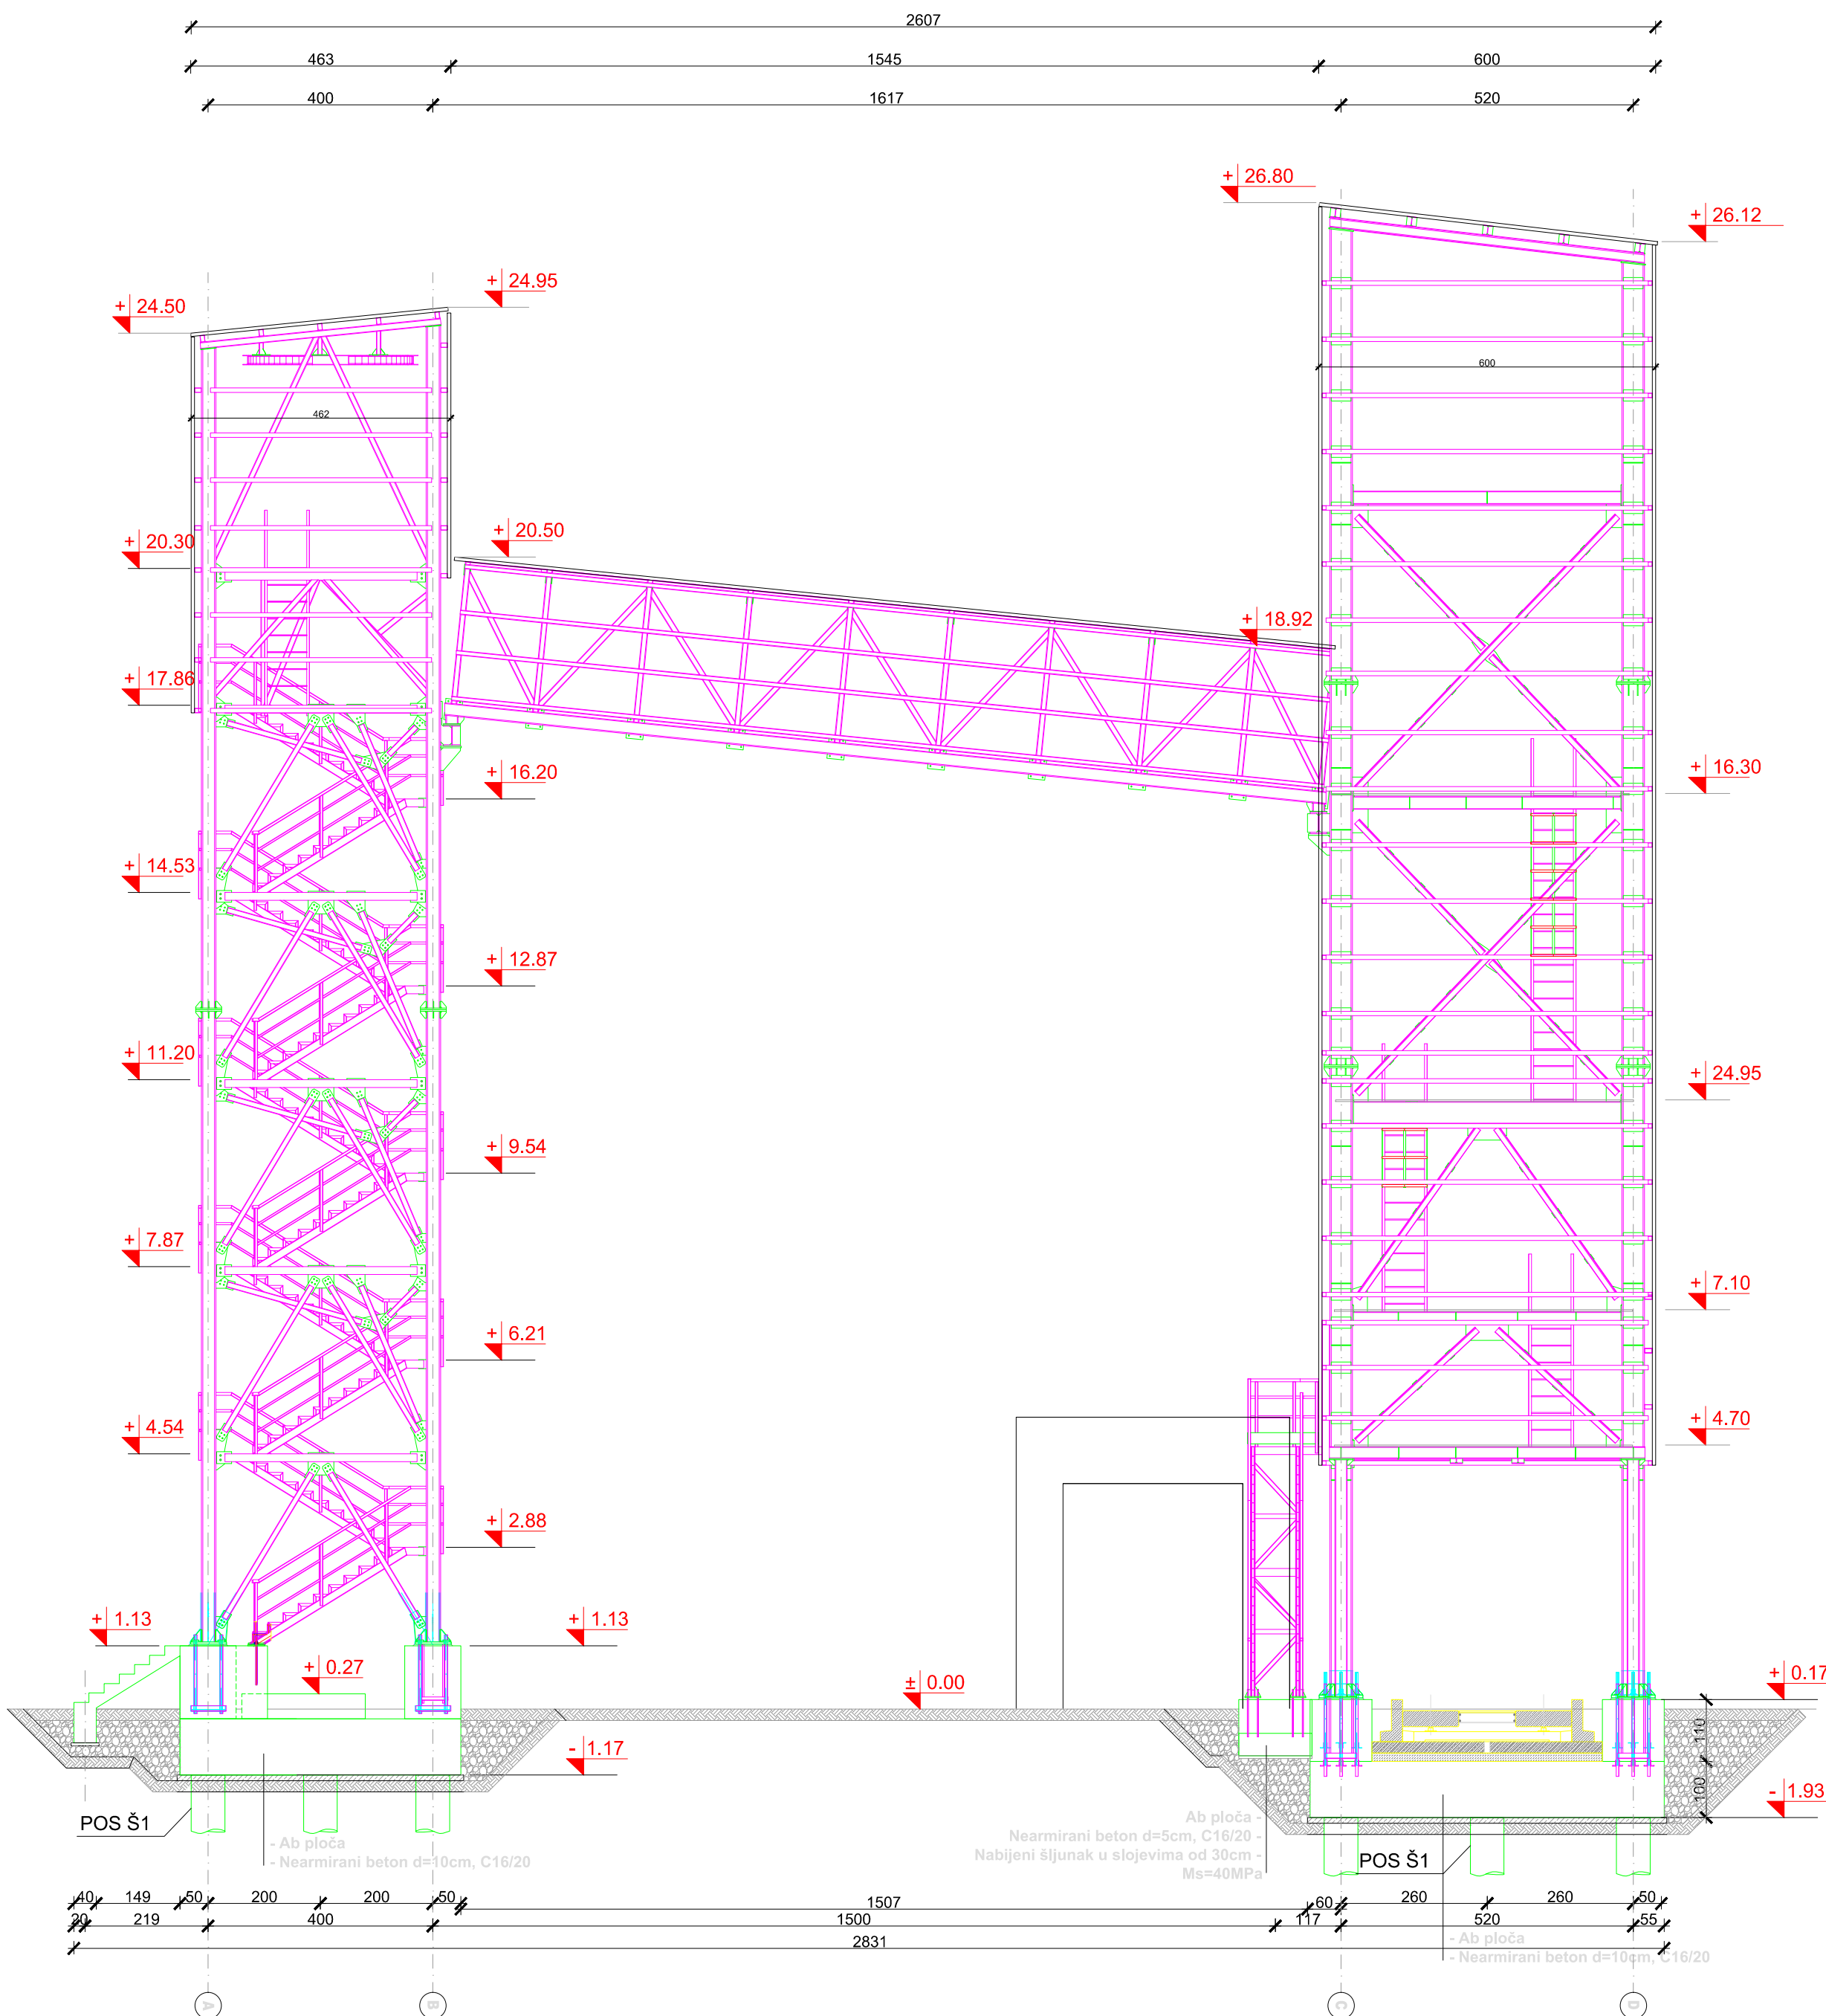 2607
463 1545 600
400 1617 520
+ 26.80
+ 26.12
+ 24.95
+ 24.50
600
462
+ 20.50
+ 20.30
+ 18.92
+ 17.86
+ 16.20
+ 16.30
+ 14.53
+ 12.87
+ 11.20
+ 24.95
+ 9.54
+ 7.87
+ 7.10
+ 6.21
+ 4.54
+ 4.70
+ 2.88
+ 1.13
+ 1.13
+ 0.27
± 0.00
+ 0.17
110
- 1.17
100
- 1.93
POS Š1
- Ab ploča
- Nearmirani beton d=10cm, C16/20
Ab ploča -
Nearmirani beton d=5cm, C16/20 -
Nabijeni šljunak u slojevima od 30cm -
Ms=40MPa
POS Š1
40 149 50 200 200 50 1507 60 260 260 50
20 219 400 1500 117 520 55
2831
- Ab ploča
- Nearmirani beton d=10cm, C16/20
A B C D